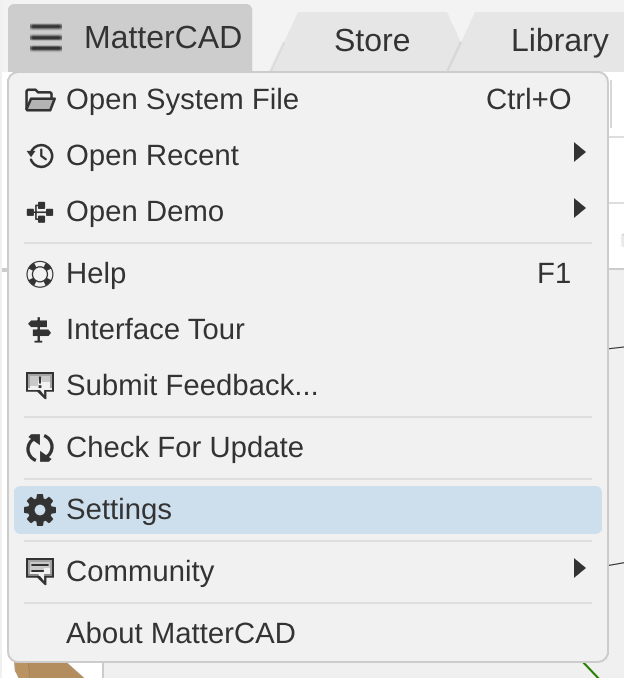 MatterCAD Store Library
Open System File Ctrl+O
Open Recent
Open Demo
Help F1
Interface Tour
Submit Feedback...
Check For Update
Settings
Community
About MatterCAD